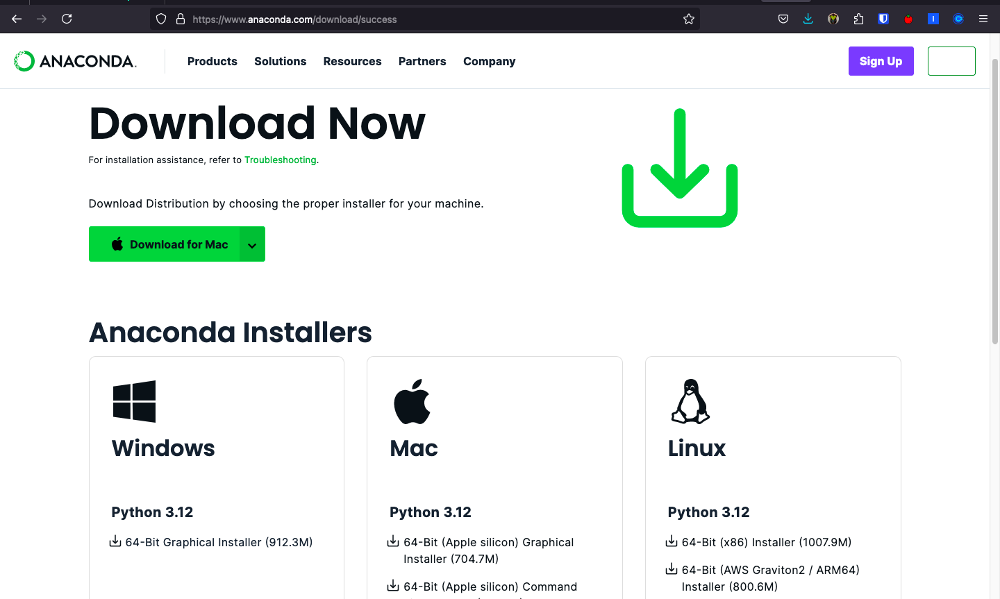 https://www.anaconda.com/download/success
ANACONDA.
Products Solutions Resources Partners Company
Sign Up
Download Now
For installation assistance, refer to Troubleshooting.
Download Distribution by choosing the proper installer for your machine.
Download for Mac
Anaconda Installers
Windows
Python 3.12
64-Bit Graphical Installer (912.3M)
Mac
Python 3.12
64-Bit (Apple silicon) Graphical
Installer (704.7M)
64-Bit (Apple silicon) Command
Linux
Python 3.12
64-Bit (x86) Installer (1007.9M)
64-Bit (AWS Graviton2 / ARM64)
Installer (800.6M)